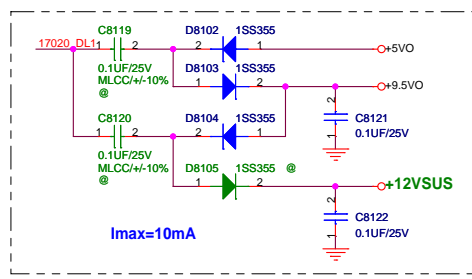 C8119
D8102 1SS355
17020_DL1 1 2 2 1 +5VO
D8103 1SS355
0.1UF/25V
MLCC/+/-10%
@
1 2 +9.5VO
C8120
D8104 1SS355
2 C8121
1 0.1UF/25V
1 2 2 1
0.1UF/25V
MLCC/+/-10%
@
D8105 1SS355 @
1 2 +12VSUS
2 C8122
1 0.1UF/25V
Imax=10mA